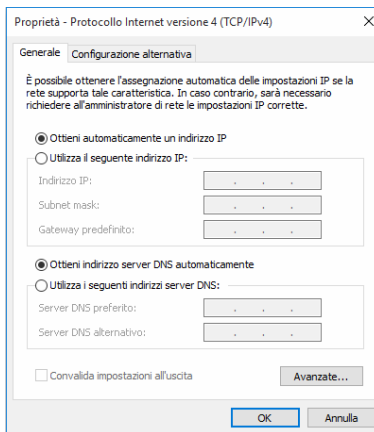 Proprietà - Protocollo Internet versione 4 (TCP/IPv4)
Generale Configurazione alternativa
È possibile ottenere l'assegnazione automatica delle impostazioni IP se la
rete supporta tale caratteristica. In caso contrario, sarà necessario
richiedere all'amministratore di rete le impostazioni IP corrette.
Ottieni automaticamente un indirizzo IP
Utilizza il seguente indirizzo IP:
Indirizzo IP:
Subnet mask:
Gateway predefinito:
Ottieni indirizzo server DNS automaticamente
Utilizza i seguenti indirizzi server DNS:
Server DNS preferito:
Server DNS alternativo:
Convalida impostazioni all'uscita
Avanzate...
OK Annulla